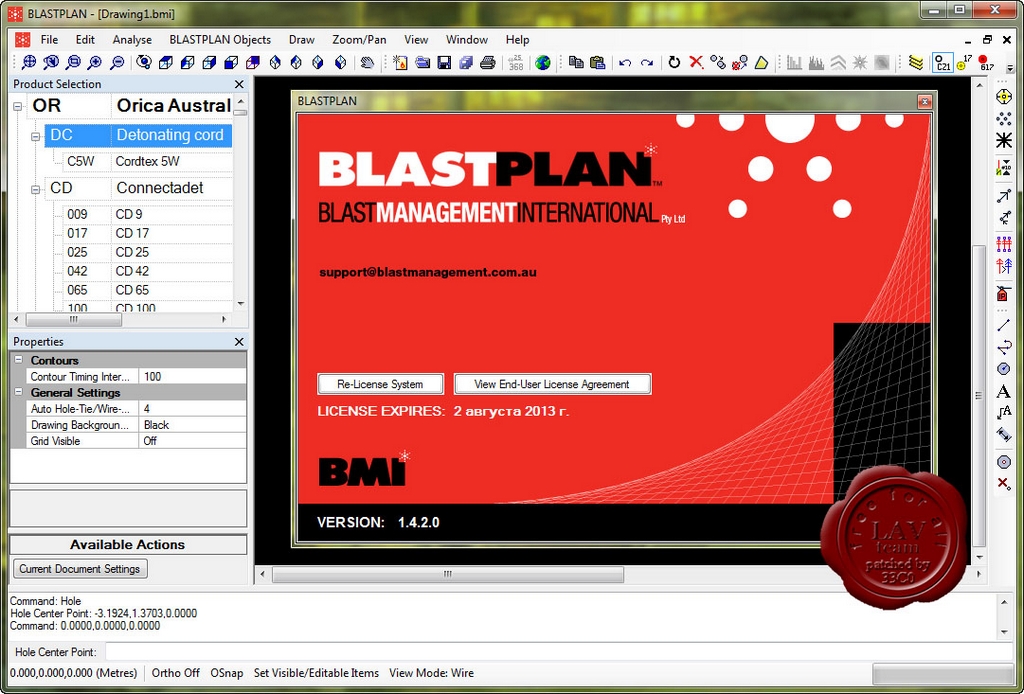 BLASTPLAN - [Drawing1.bmi]
File Edit Analyse BLASTPLAN Objects Draw Zoom/Pan View Window Help
Product Selection
OR Orica Austral
DC Detonating cord
C5W Cordtex 5W
CD Connectadet
009 CD 9
017 CD 17
025 CD 25
042 CD 42
065 CD 65
100 CD 100
Properties
Contours
Contour Timing Inter... 100
General Settings
Auto Hole-Tie/Wire-... 4
Drawing Backgroun... Black
Grid Visible Off
Available Actions
Current Document Settings
BLASTPLAN
BLASTPLAN TM
BLASTMANAGEMENTINTERNATIONAL Pty Ltd
support@blastmanagement.com.au
Re-License System View End-User License Agreement
LICENSE EXPIRES: 2 августа 2013 г.
BMI
VERSION: 1.4.2.0
free for all
LAV
team
patched by
33C0
Command: Hole
Hole Center Point: -3.1924,1.3703,0.0000
Command: 0.0000,0.0000,0.0000
Hole Center Point:
0.000,0.000,0.000 (Metres) Ortho Off OSnap Set Visible/Editable Items View Mode: Wire